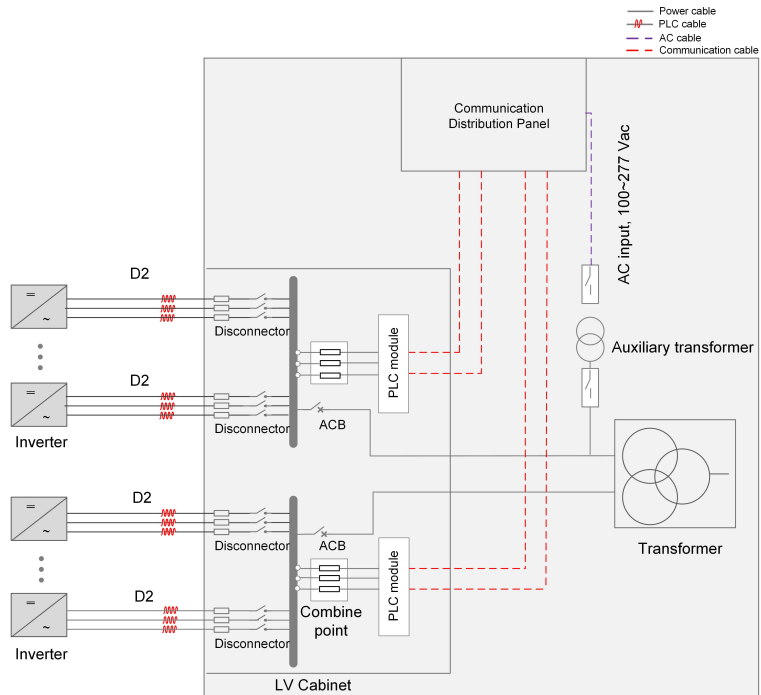 Power cable
PLC cable
AC cable
Communication cable
Communication
Distribution Panel
AC input, 100~277 Vac
D2
=
~
Disconnector
PLC module
Auxiliary transformer
D2
=
~
Inverter
Disconnector
ACB
D2
=
~
Disconnector
ACB
PLC module
Transformer
D2
=
~
Inverter
Disconnector
Combine
point
LV Cabinet